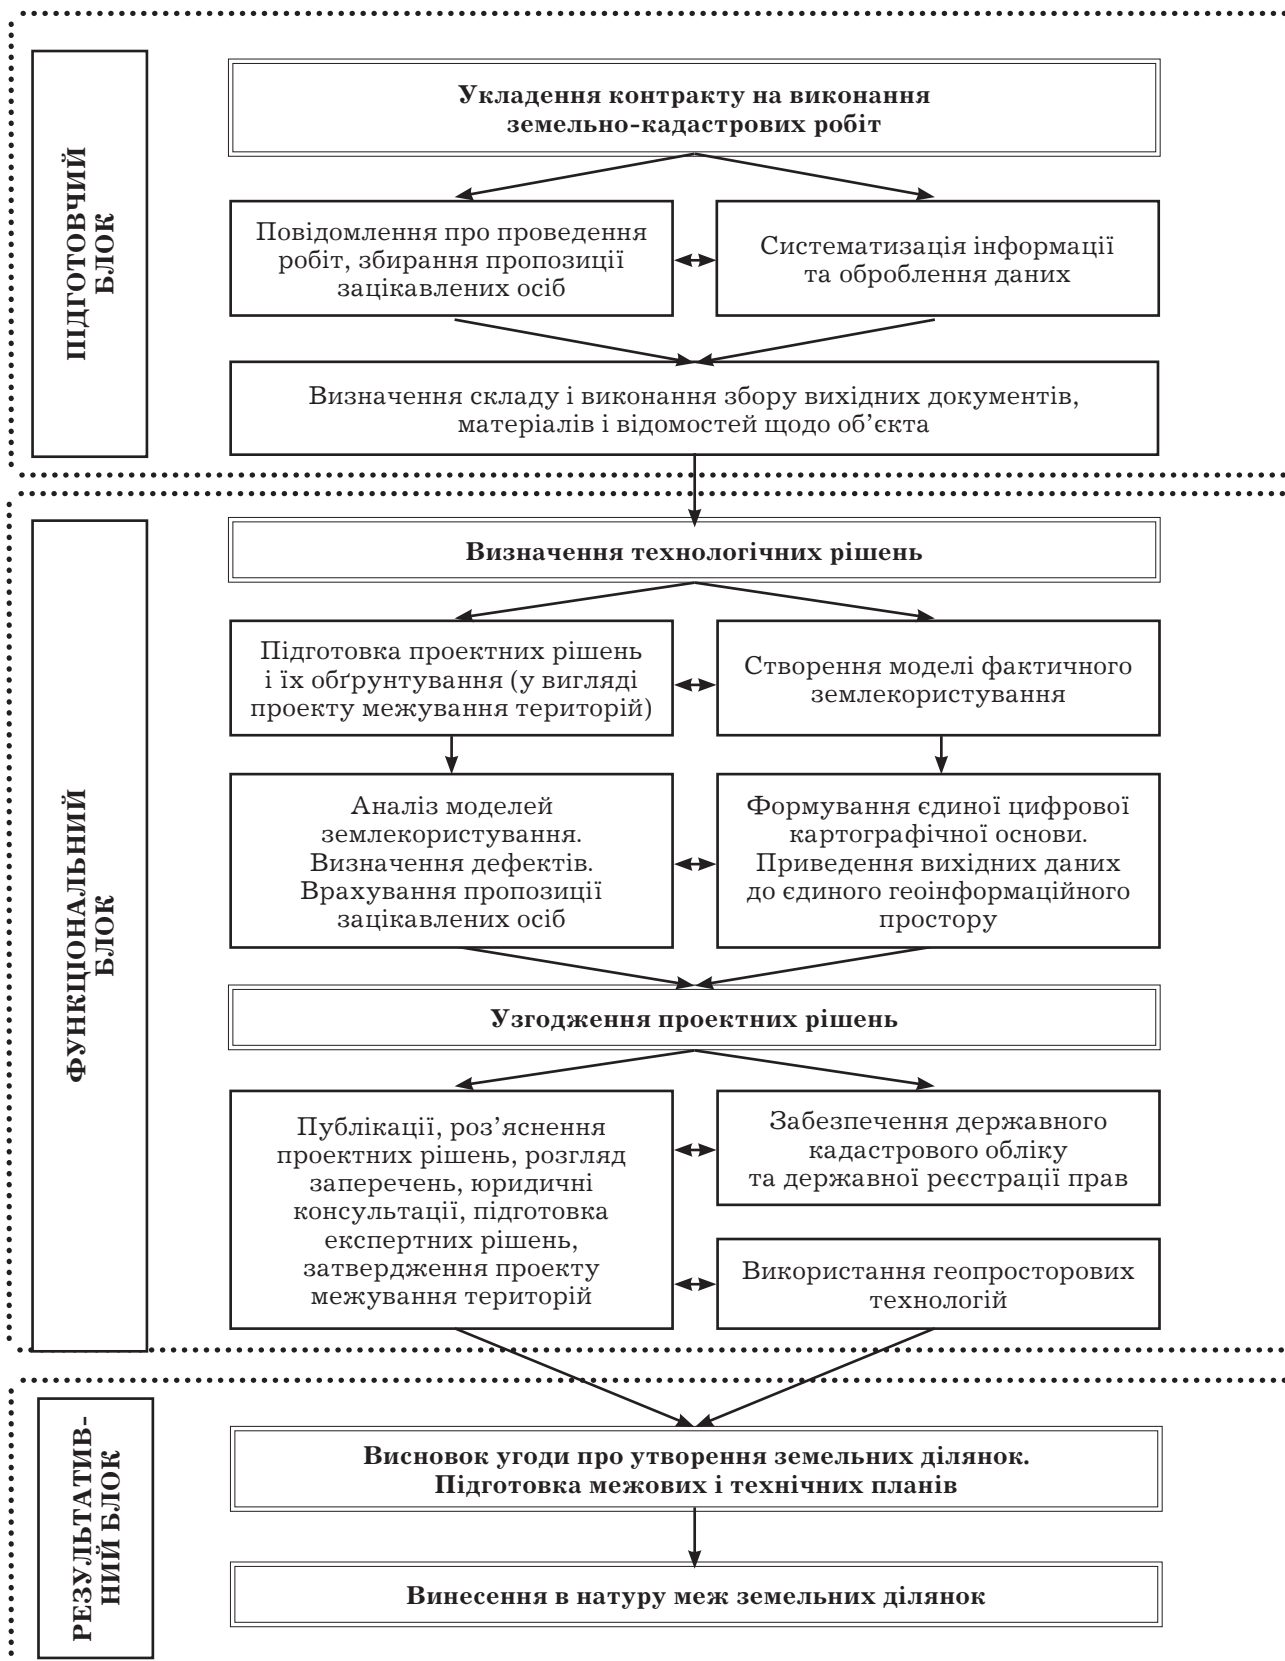 ПІДГОТОВЧИЙ
БЛОК
Укладення контракту на виконання
земельно-кадастрових робіт
Повідомлення про проведення
робіт, збирання пропозиції
зацікавлених осіб
Систематизація інформації
та оброблення даних
Визначення складу і виконання збору вихідних документів,
матеріалів і відомостей щодо об’єкта
ФУНКЦІОНАЛЬНИЙ
БЛОК
Визначення технологічних рішень
Підготовка проектних рішень
і їх обґрунтування (у вигляді
проекту межування територій)
Створення моделі фактичного
землекористування
Аналіз моделей
землекористування.
Визначення дефектів.
Врахування пропозиції
зацікавлених осіб
Формування єдиної цифрової
картографічної основи.
Приведення вихідних даних
до єдиного геоінформаційного
простору
Узгодження проектних рішень
Публікації, роз’яснення
проектних рішень, розгляд
заперечень, юридичні
консультації, підготовка
експертних рішень,
затвердження проекту
межування територій
Забезпечення державного
кадастрового обліку
та державної реєстрації прав
Використання геопросторових
технологій
РЕЗУЛЬТАТИВ-
НИЙ БЛОК
Висновок угоди про утворення земельних ділянок.
Підготовка межових і технічних планів
Винесення в натуру меж земельних ділянок